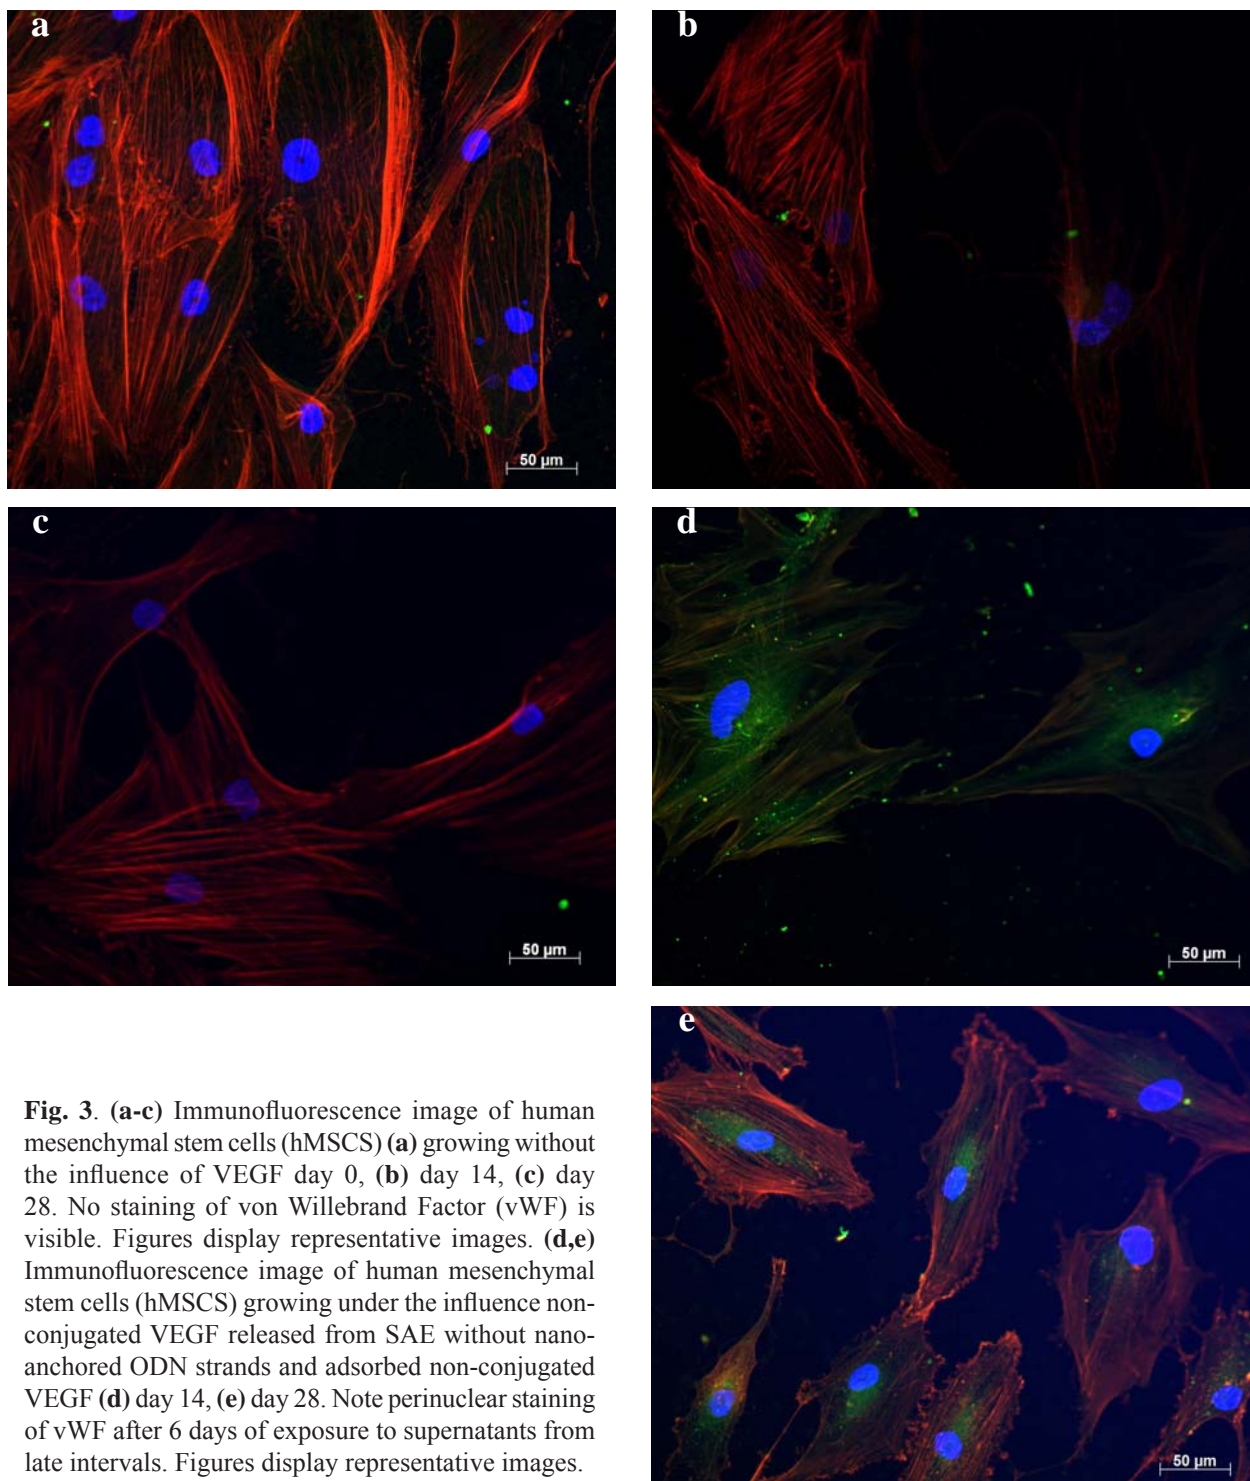 a
b
50 µm
c
d
50 µm
50 µm
e
Fig. 3. (a-c) Immunofluorescence image of human
mesenchymal stem cells (hMSCS) (a) growing without
the influence of VEGF day 0, (b) day 14, (c) day
28. No staining of von Willebrand Factor (vWF) is
visible. Figures display representative images. (d,e)
Immunofluorescence image of human mesenchymal
stem cells (hMSCS) growing under the influence non-
conjugated VEGF released from SAE without nano-
anchored ODN strands and adsorbed non-conjugated
VEGF (d) day 14, (e) day 28. Note perinuclear staining
of vWF after 6 days of exposure to supernatants from
late intervals. Figures display representative images.
50 µm